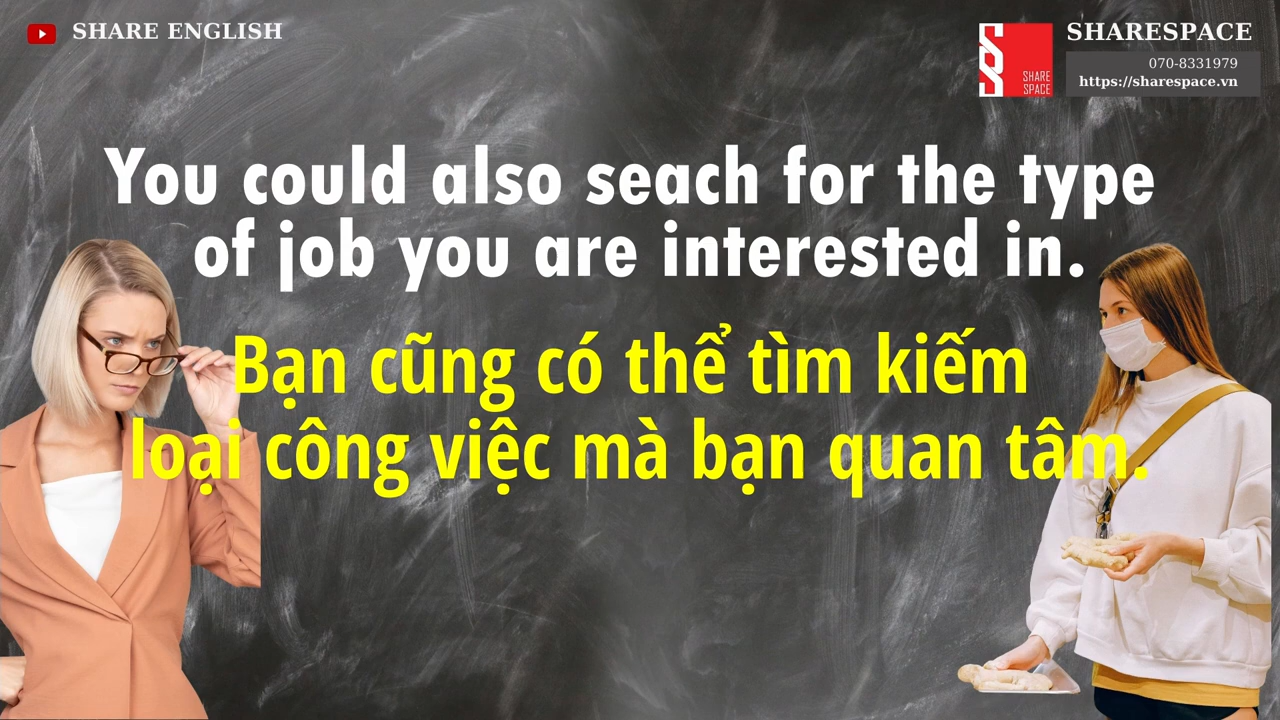 SHARE ENGLISH
SHARE
SPACE
SHARESPACE
070-8331979
https://sharespace.vn
You could also seach for the type
of job you are interested in.
Bạn cũng có thể tìm kiếm
loại công việc mà bạn quan tâm.